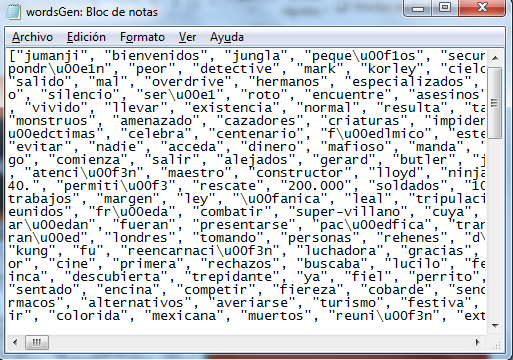 wordsGen: Bloc de notas
Archivo Edición Formato Ver Ayuda
["jumanji", "bienvenidos", "jungla", "peque\u00f1os", "secun
pondr\u00e1n", "peor", "detective", "mark", "korley", "cielo
"salido", "mal", "overdrive", "hermanos", "especializados",
o", "silencio", "ser\u00e1", "roto", "encuentre", "asesinos"
 "vivido", "llevar", "existencia", "normal", "resulta", "ta
"monstruos", "amenazado", "cazadores", "criaturas", "impiden
u00edctimas", "celebra", "centenario", "f\u00edlmico", "este
"evitar", "nadie", "acceda", "dinero", "mafioso", "manda",
go", "comienza", "salir", "alejados", "gerard", "butler", "j
, "atenci\u00f3n", "maestro", "constructor", "lloyd", "ninja
40.", "permiti\u00f3", "rescate", "200.000", "soldados", "10
trabajos", "margen", "ley", "\u00fanica", "leal", "tripulaci
eunidos", "fr\u00eda", "combatir", "super-villano", "cuya",
ar\u00edan", "fueran", "presentarse", "pac\u00edfica", "tran
ran\u00ed", "londres", "tomando", "personas", "rehenes", "d\
"kung", "fu", "reencarnaci\u00f3n", "luchadora", "gracias",
or", "cine", "primera", "rechazos", "buscaba", "lucilo", "fe
inca", "descubierta", "trepidante", "ya", "fiel", "perrito",
"sentado", "encina", "competir", "fiereza", "cobarde", "send
rmacos", "alternativos", "averiarse", "turismo", "festiva",
ir", "colorida", "mexicana", "muertos", "reuni\u00f3n", "ext